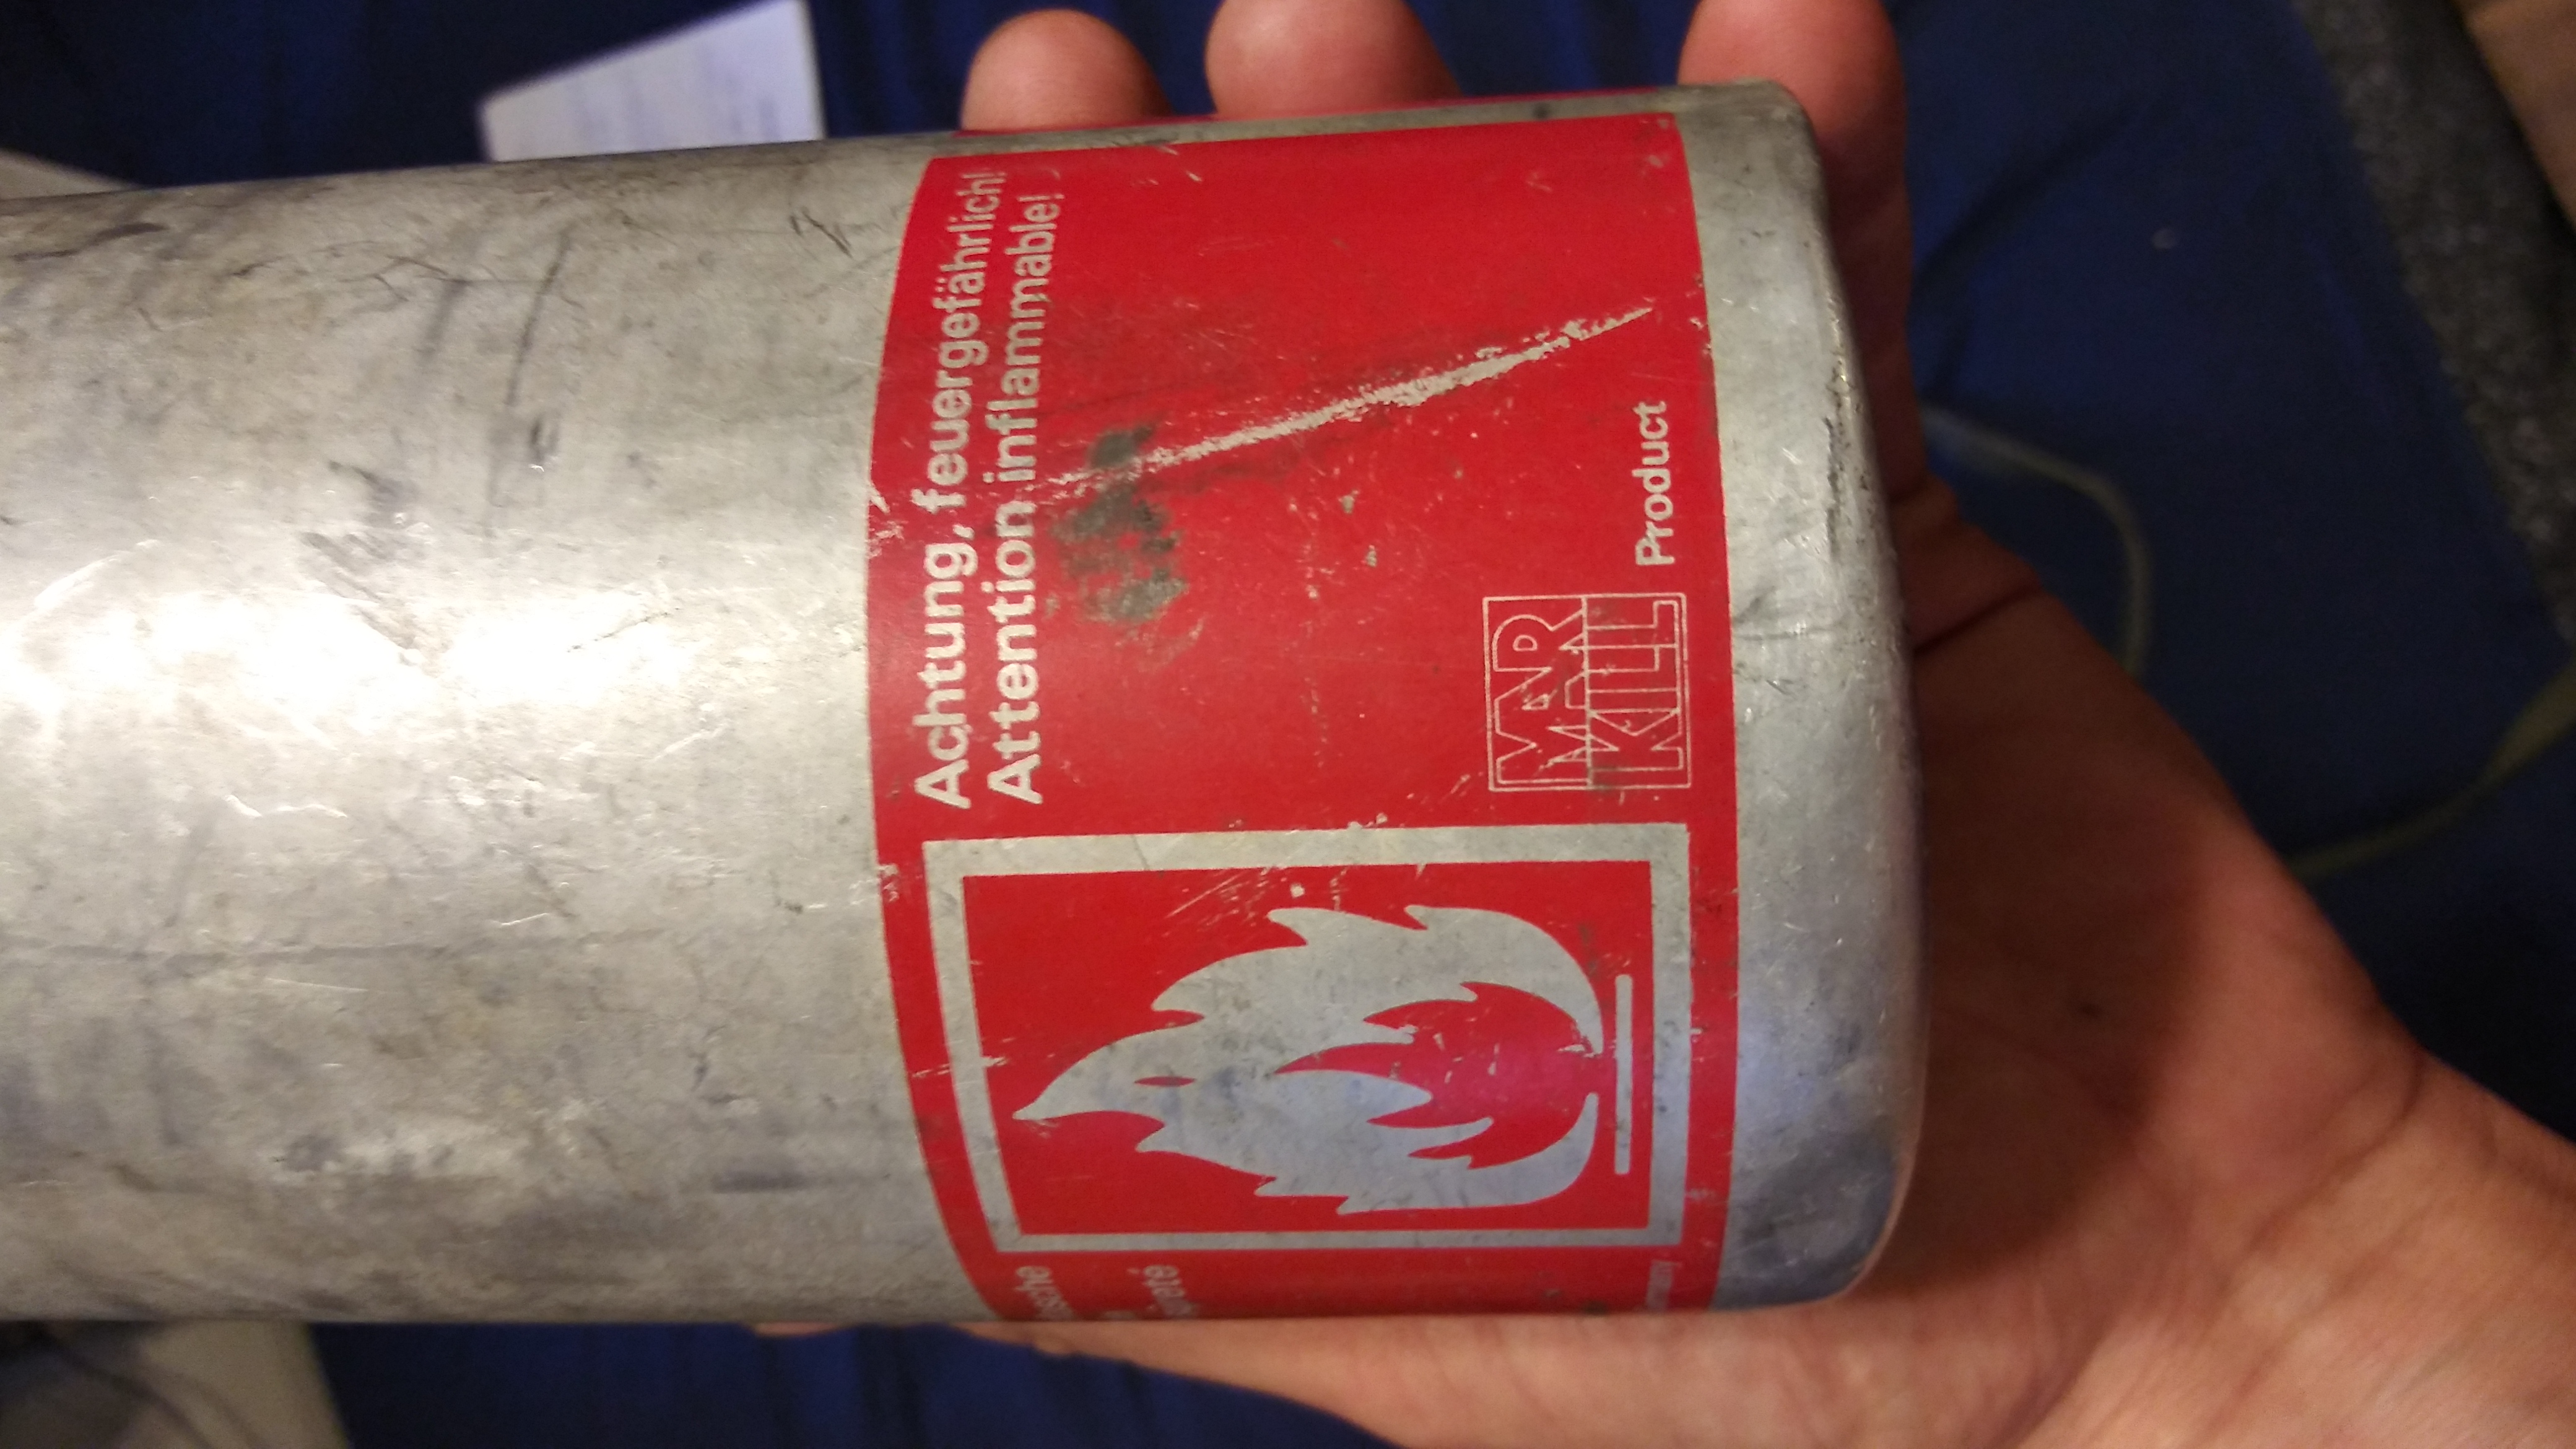 Achtung, feuergefährlich!
Attention inflammable!
MAR
KILL
Product